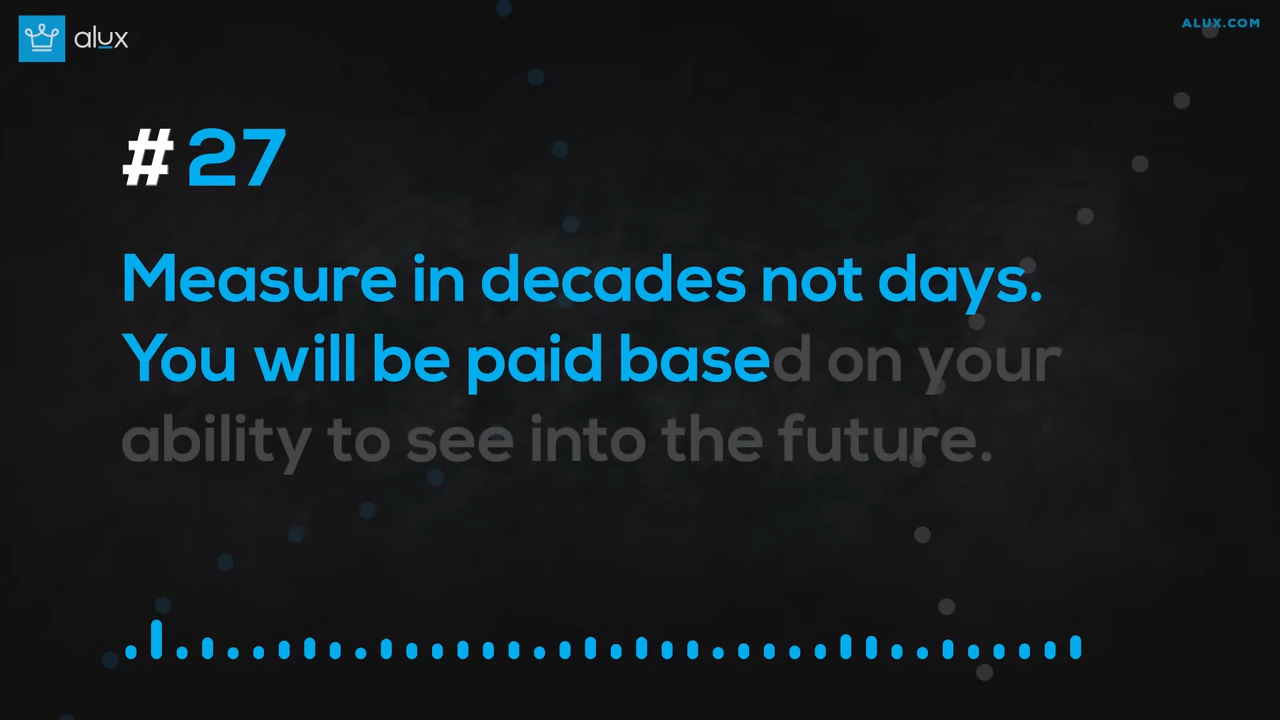 alux
ALUX.COM
#27
Measure in decades not days.
You will be paid based on your
ability to see into the future.